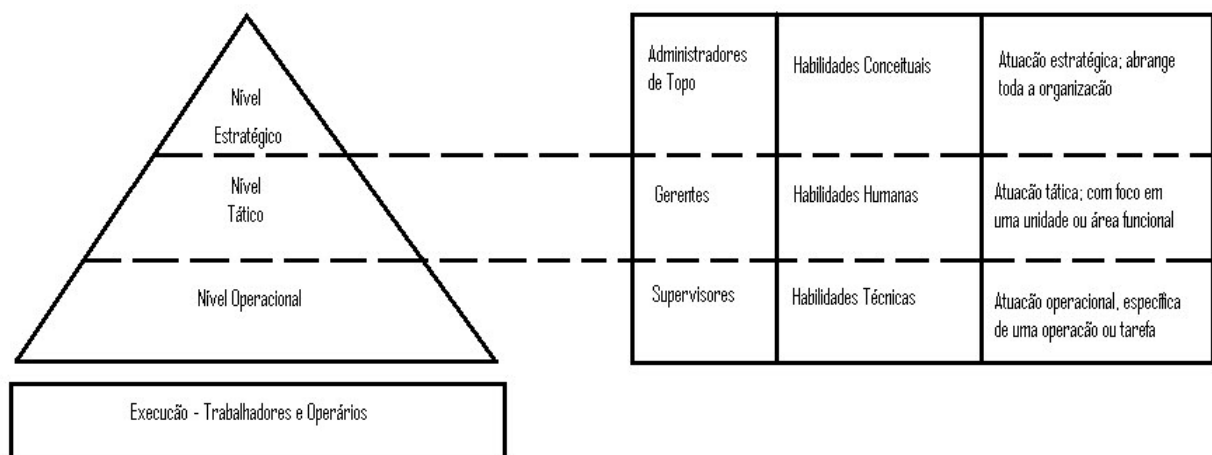 Nível
Estratégico
Nível
Tático
Nível Operacional
Execucão - Trabalhadores e Operários
Administradores
de Topo
Habilidades Conceituais
Atuacão estratégica; abrange
toda a organizacão
Gerentes
Habilidades Humanas
Atuacão tática; com foco em
uma unidade ou área funcional
Supervisores
Habilidades Técnicas
Atuacão operacional, específica
de uma operacão ou tarefa